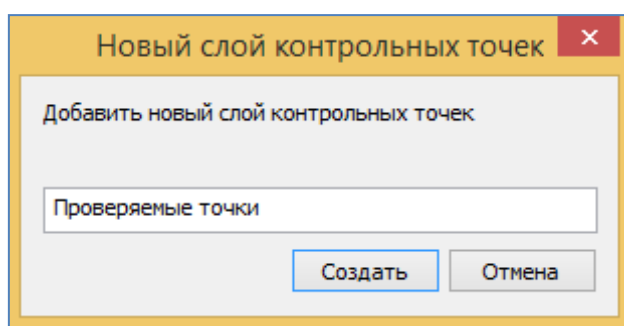 Новый слой контрольных точек
Добавить новый слой контрольных точек
Проверяемые точки
Создать Отмена